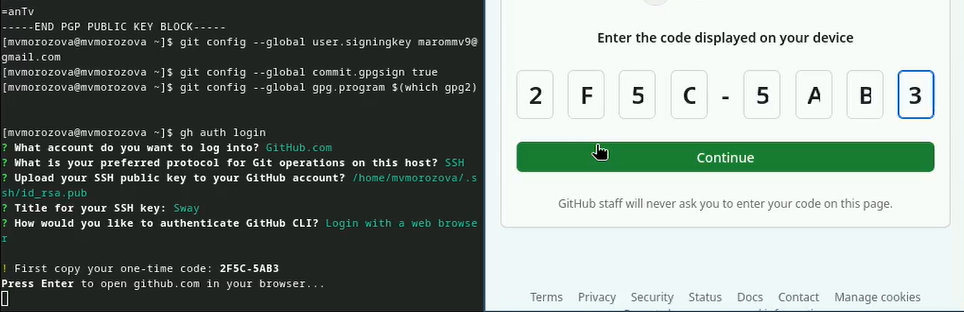 =anTv
-----END PGP PUBLIC KEY BLOCK-----
[mvmorozova@mvmorozova ~]$ git config --global user.signingkey marommv9@
gmail.com
[mvmorozova@mvmorozova ~]$ git config --global commit.gpgsign true
[mvmorozova@mvmorozova ~]$ git config --global gpg.program $(which gpg2)
[mvmorozova@mvmorozova ~]$ gh auth login
? What account do you want to log into? GitHub.com
? What is your preferred protocol for Git operations on this host? SSH
? Upload your SSH public key to your GitHub account? /home/mvmorozova/.s
sh/id_rsa.pub
? Title for your SSH key: Sway
? How would you like to authenticate GitHub CLI? Login with a web browse
r
! First copy your one-time code: 2F5C-5AB3
Press Enter to open github.com in your browser...
Enter the code displayed on your device
2 F 5 C - 5 A B 3
Continue
GitHub staff will never ask you to enter your code on this page.
Terms Privacy Security Status Docs Contact Manage cookies